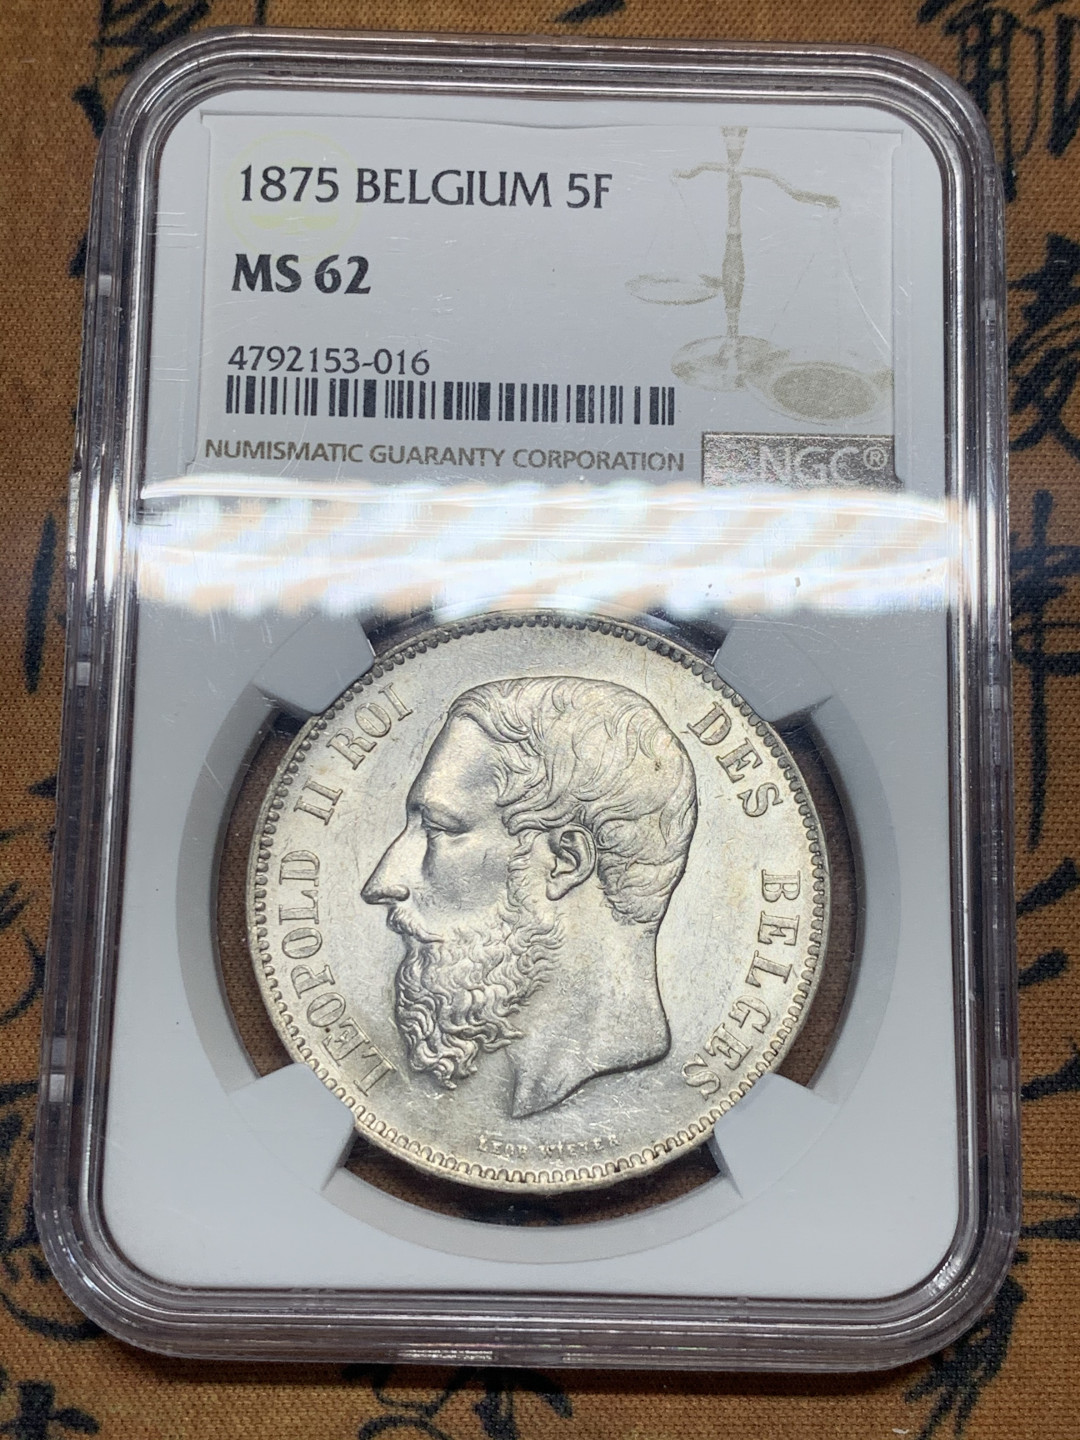 1875 BELGIUM 5F
MS 62
4792153-016
NUMISMATIC GUARANTY CORPORATION
NGC®
LEOPOLD II ROI DES BELGES